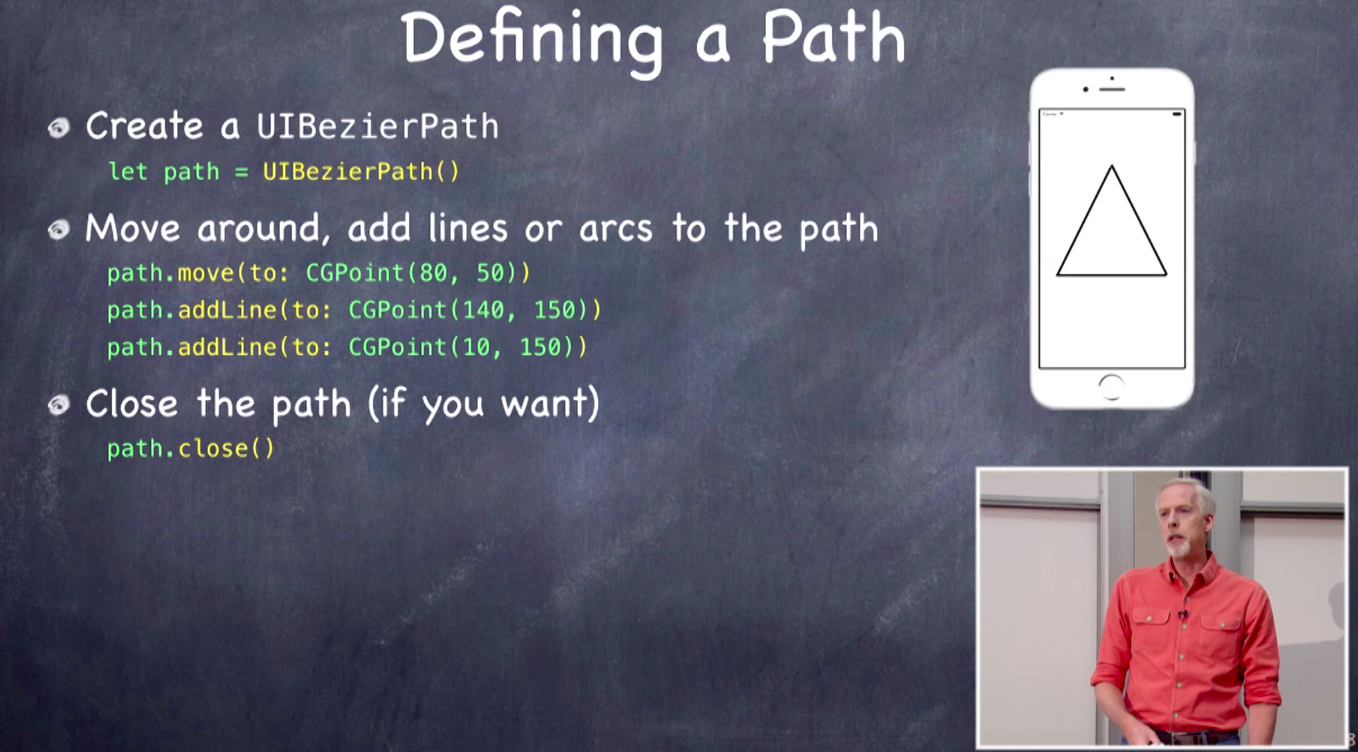 Defining a Path
Create a UIBezierPath
let path = UIBezierPath()
Move around, add lines or arcs to the path
path.move(to: CGPoint(80, 50))
path.addLine(to: CGPoint(140, 150))
path.addLine(to: CGPoint(10, 150))
Close the path (if you want)
path.close()
8